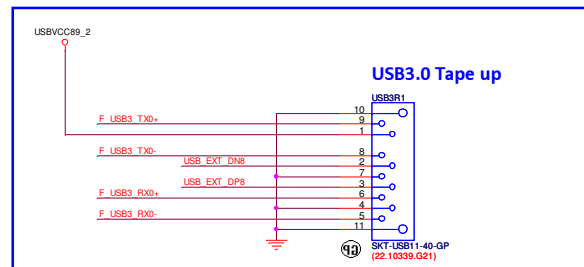 USBVCC89_2
USB3.0 Tape up
USB3R1
10
F_USB3_TX0+ 9
1
F_USB3_TX0- 8
USB_EXT_DN8 2
7
USB_EXT_DP8 3
F_USB3_RX0+ 6
4
F_USB3_RX0- 5
11
GP
SKT-USB11-40-GP
(22.10339.G21)